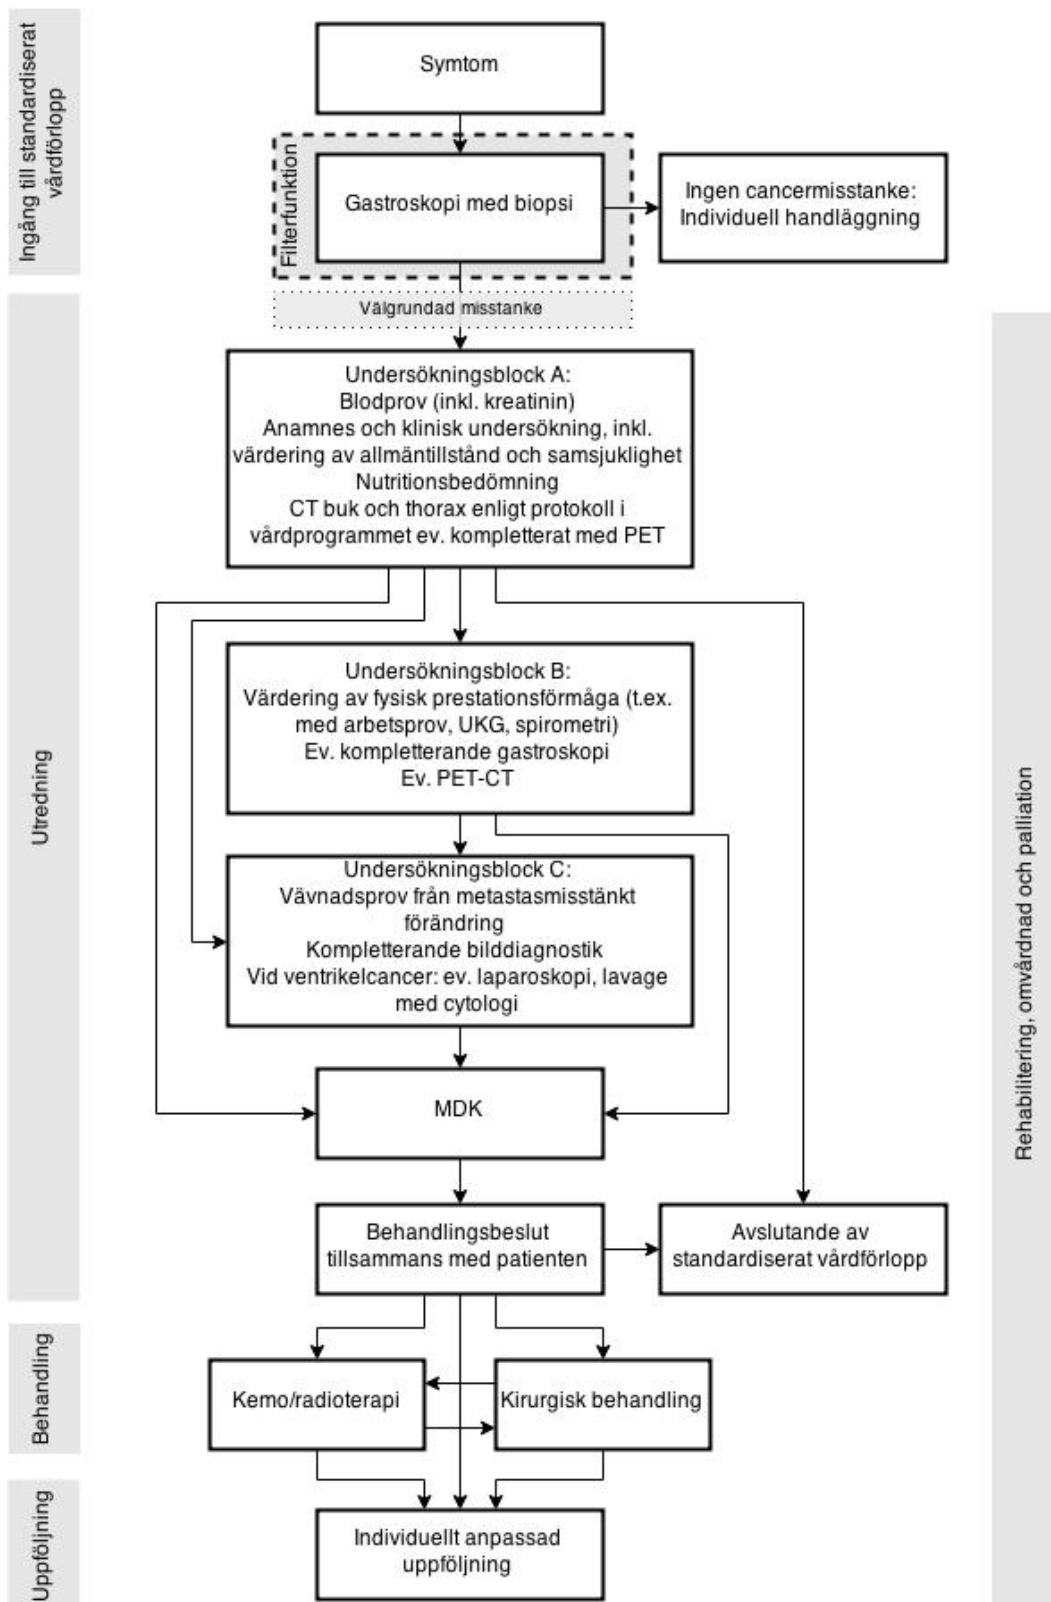 Ingång till standardiserat
vårdförlopp
Symtom
Filterfunktion
Gastroskopi med biopsi
Ingen cancermisstanke:
Individuell handläggning
Välgrundad misstanke
Utredning
Undersökningsblock A:
Blodprov (inkl. kreatinin)
Anamnes och klinisk undersökning, inkl.
värdering av allmäntillstånd och samsjuklighet
Nutritionsbedömning
CT buk och thorax enligt protokoll i
vårdprogrammet ev. kompletterat med PET
Undersökningsblock B:
Värdering av fysisk prestationsförmåga (t.ex.
med arbetsprov, UKG, spirometri)
Ev. kompletterande gastroskopi
Ev. PET-CT
Undersökningsblock C:
Vävnadsprov från metastasmisstänkt
förändring
Kompletterande bilddiagnostik
Vid ventrikelcancer: ev. laparoskopi, lavage
med cytologi
MDK
Behandlingsbeslut
tillsammans med patienten
Avslutande av
standardiserat vårdförlopp
Rehabilitering, omvårdnad och palliation
Behandling
Kemo/radioterapi
Kirurgisk behandling
Uppföljning
Individuellt anpassad
uppföljning